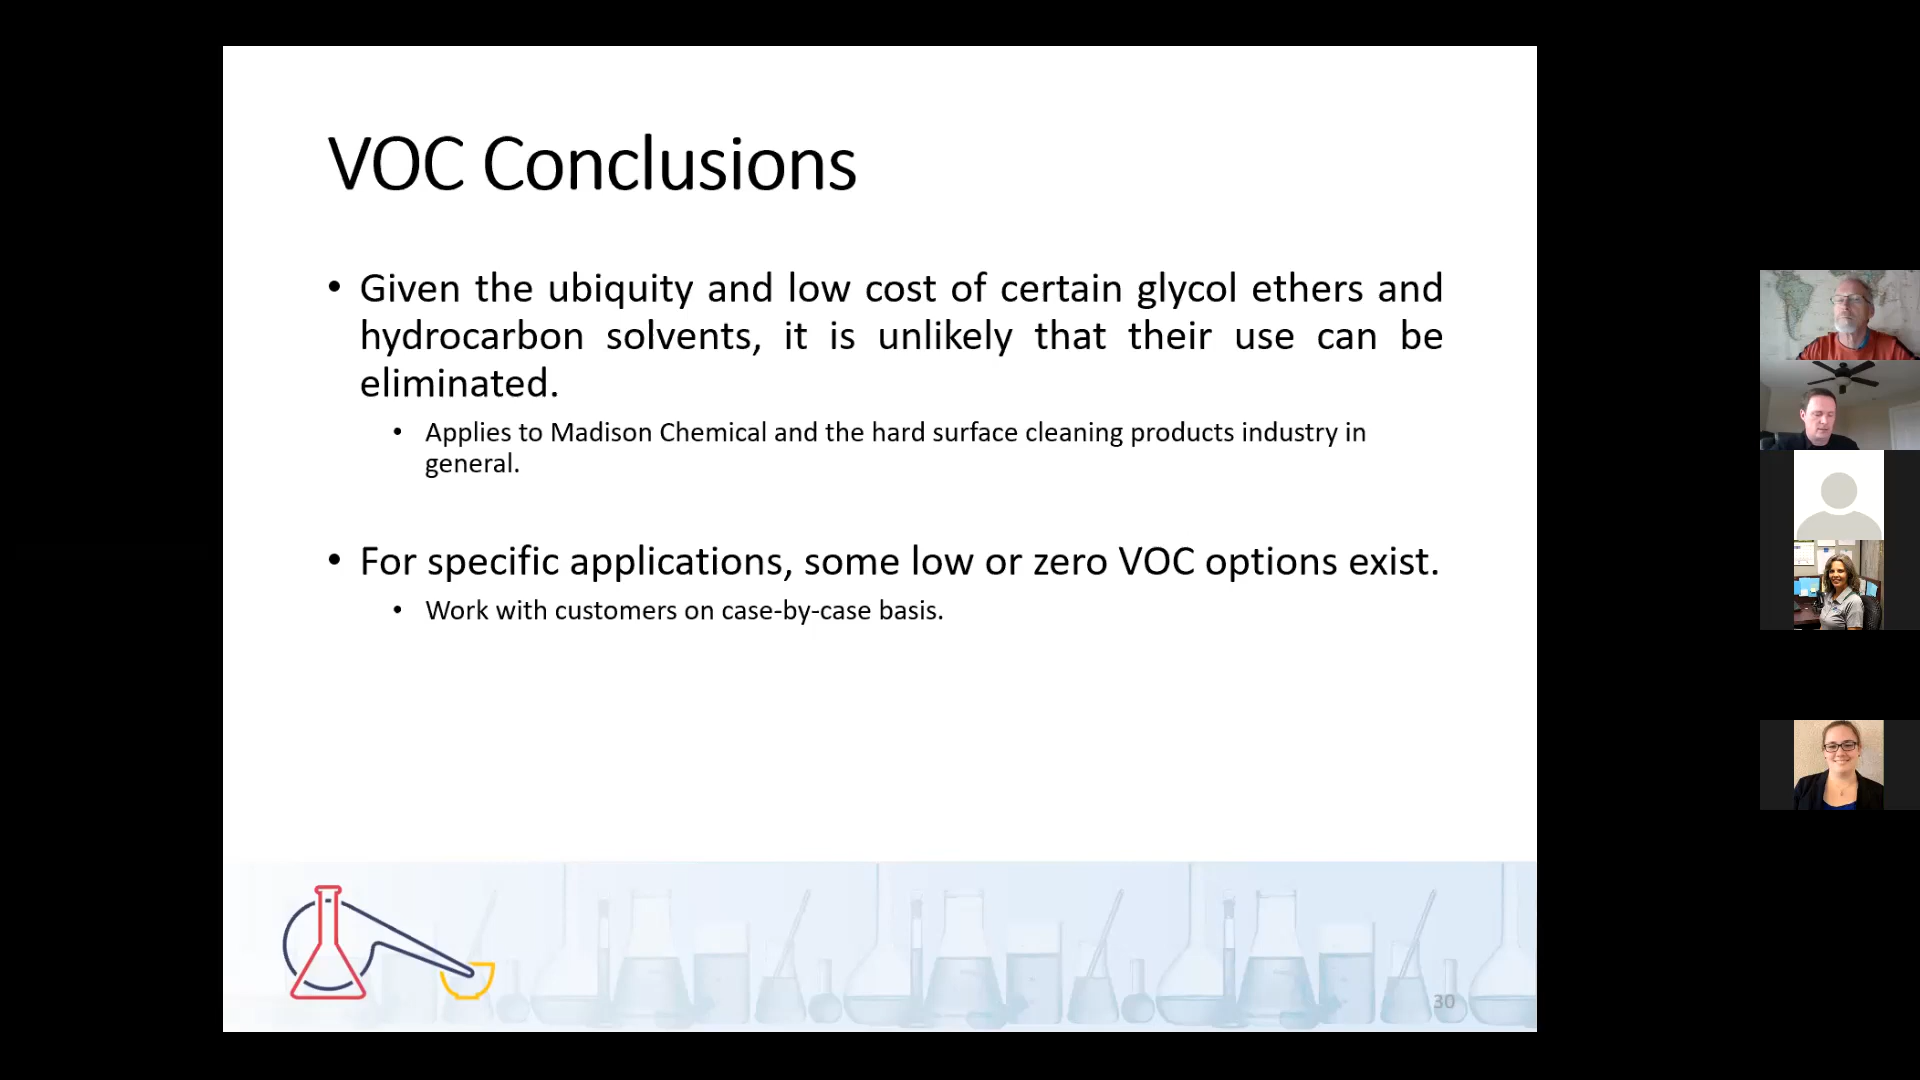 VOC Conclusions
• Given the ubiquity and low cost of certain glycol ethers and
hydrocarbon solvents, it is unlikely that their use can be
eliminated.
• Applies to Madison Chemical and the hard surface cleaning products industry in
general.
• For specific applications, some low or zero VOC options exist.
• Work with customers on case-by-case basis.
30